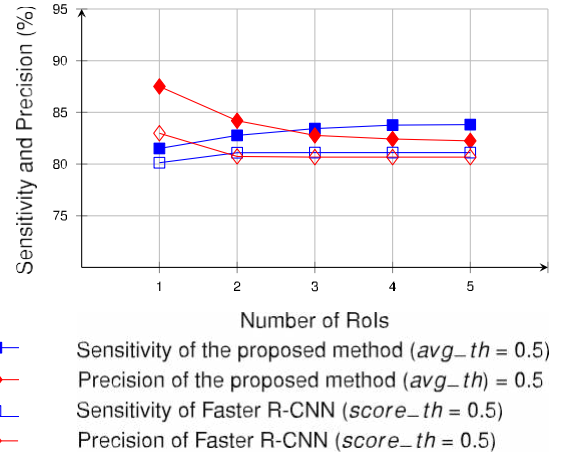 Sensitivity and Precision (%)
95
90
85
80
75
1 2 3 4 5
Number of RoIs
Sensitivity of the proposed method (avg_th = 0.5)
Precision of the proposed method (avg_th) = 0.5
Sensitivity of Faster R-CNN (score_th = 0.5)
Precision of Faster R-CNN (score_th = 0.5)